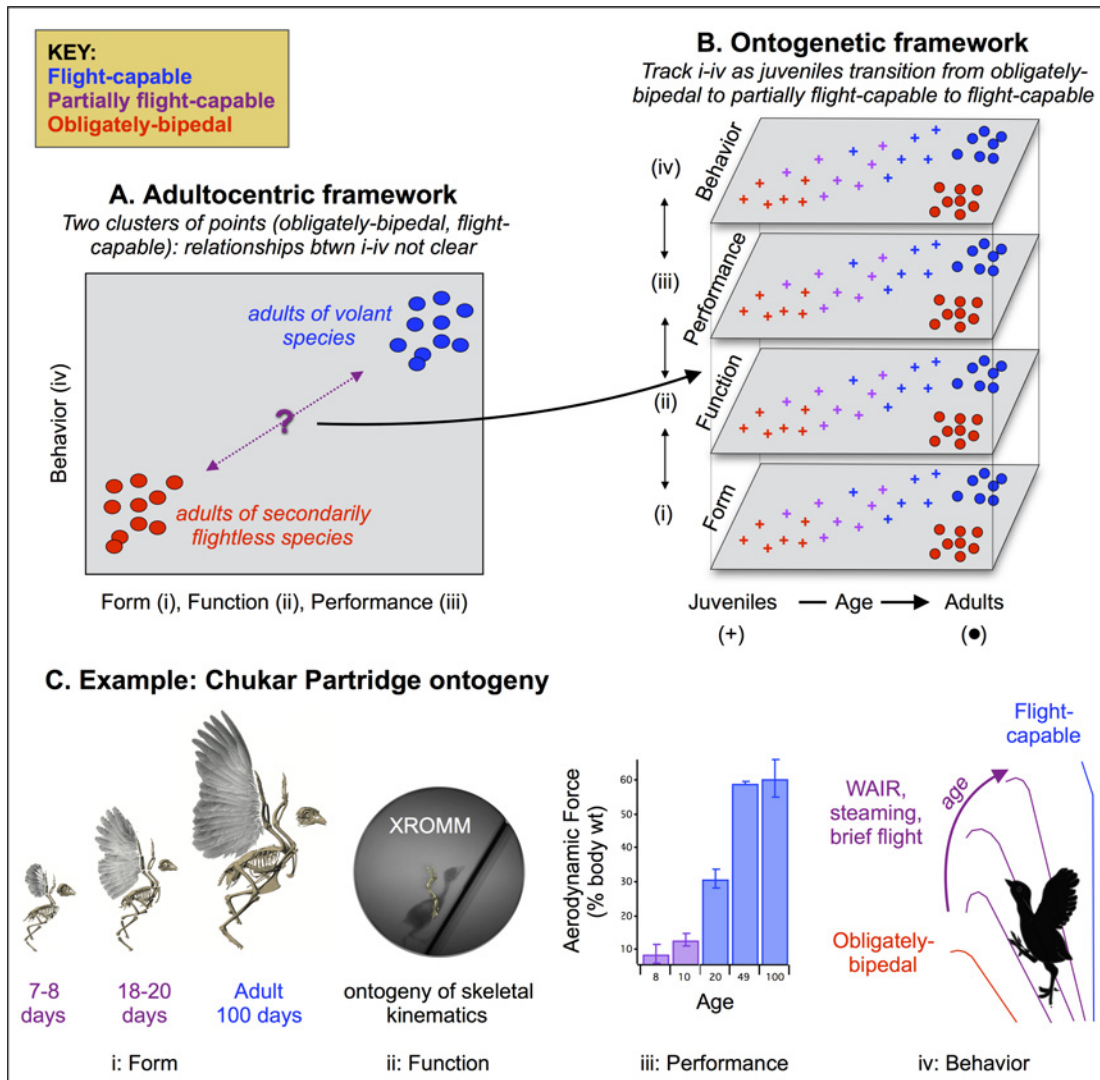 KEY:
Flight-capable
Partially flight-capable
Obligately-bipedal
A. Adultocentric framework
Two clusters of points (obligately-bipedal, flight-
capable): relationships btwn i-iv not clear
adults of volant
species
?
adults of secondarily
flightless species
Behavior (iv)
Form (i), Function (ii), Performance (iii)
B. Ontogenetic framework
Track i-iv as juveniles transition from obligately-
bipedal to partially flight-capable to flight-capable
(iv)
Behavior
(iii)
Performance
(ii)
Function
(i)
Form
Juveniles — Age Adults
(+) (●)
C. Example: Chukar Partridge ontogeny
7-8
days
18-20
days
Adult
100 days
i: Form
XROMM
ontogeny of skeletal
kinematics
ii: Function
Aerodynamic Force
(% body wt)
60
50
40
30
20
10
8 10 20 49 100
Age
iii: Performance
Flight-
capable
age
WAIR,
steaming,
brief flight
Obligately-
bipedal
iv: Behavior